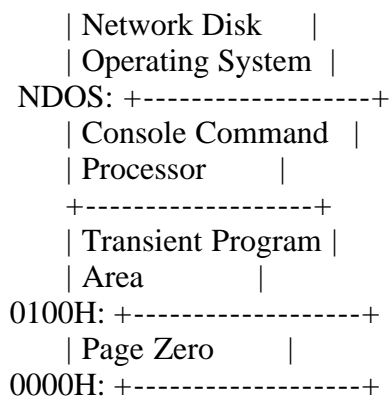 | Network Disk |
| Operating System |
NDOS: +-------------------+
| Console Command |
| Processor |
+-------------------+
| Transient Program |
| Area |
0100H: +------------------+
| Page Zero |
0000H: +------------------+